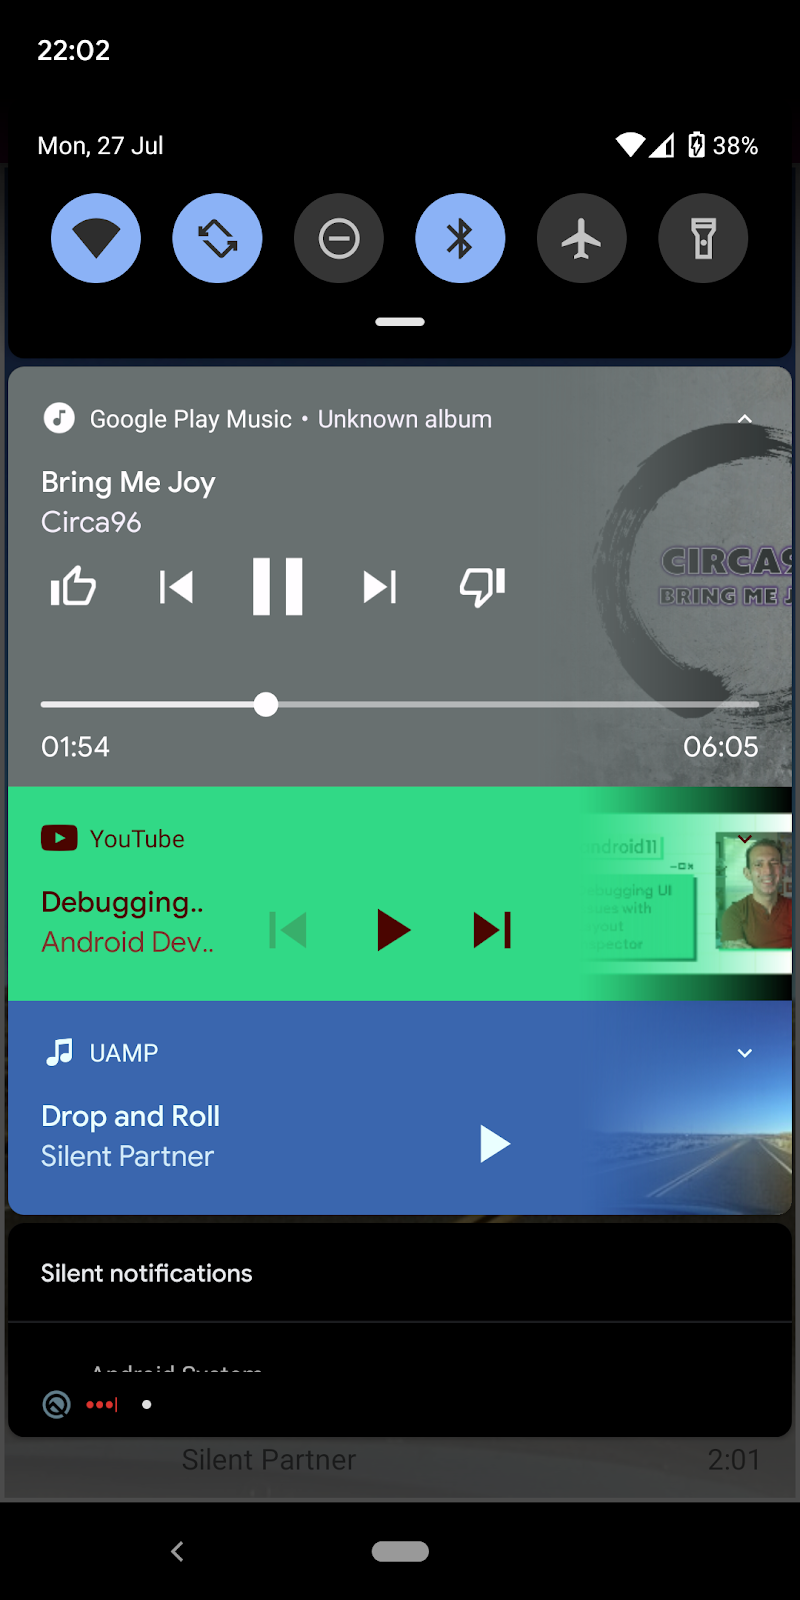 22:02
Mon, 27 Jul
38%
Google Play Music • Unknown album
Bring Me Joy
Circa96
CIRCA9
BRING ME J
01:54
06:05
YouTube
Debugging..
Android Dev..
ndroid11
bugging UI
ues with
yout
spector
UAMP
Drop and Roll
Silent Partner
Silent notifications
Android System
Silent Partner
2:01